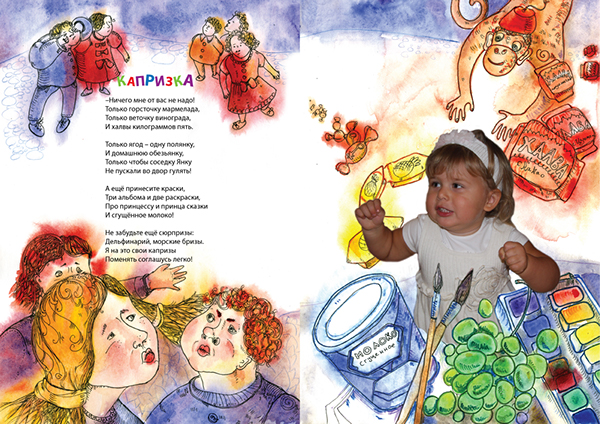 КАПРИЗКА
–Ничего мне от вас не надо!
Только горсточку мармелада,
Только веточку винограда,
И халвы килограммов пять.
Только ягод – одну полянку,
И домашнюю обезьянку,
Только чтобы соседку Янку
Не пускали во двор гулять!
А ещё принесите краски,
Три альбома и две раскраски,
Про принцессу и принца сказки
И сгущённое молоко!
Не забудьте ещё сюрпризы:
Дельфинарий, морские бризы.
Я на это свои капризы
Поменять соглашусь легко!
ХАЛВА
какао
МОЛОКО
сгущенное